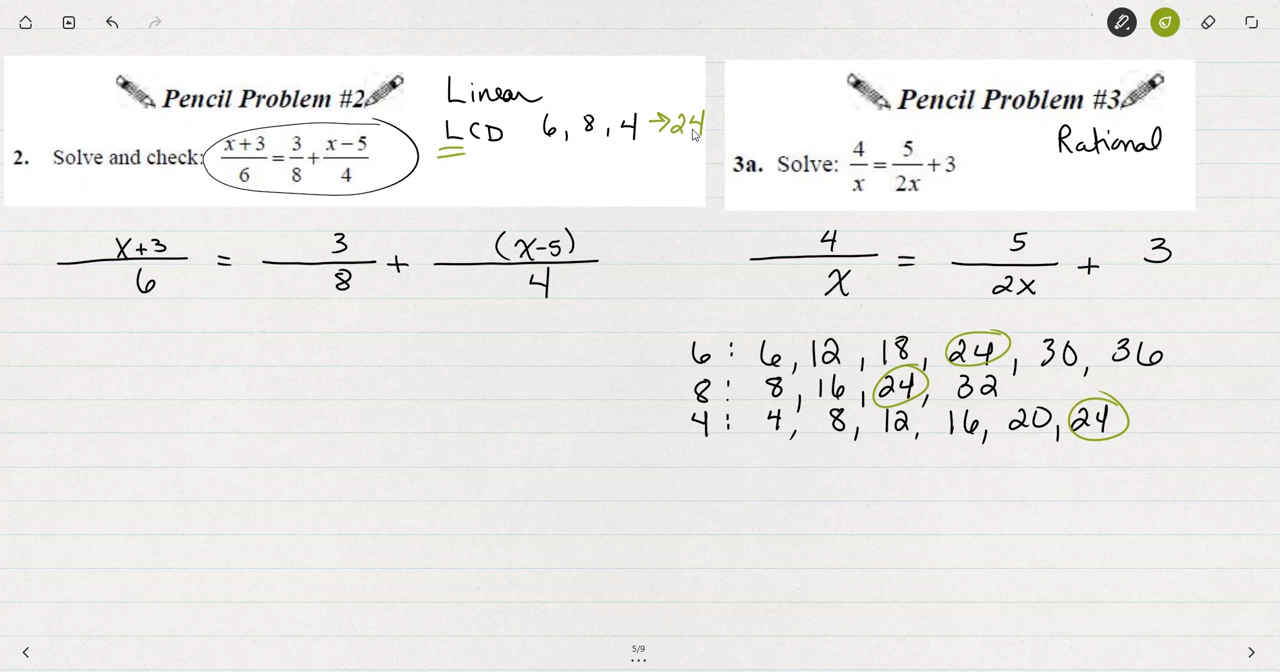 Pencil Problem #2
Linear
LCD 6, 8, 4 → 24
2. Solve and check: (x + 3)/6 = 3/8 + (x − 5)/4
Pencil Problem #3
Rational
3a. Solve: 4/x = 5/2x + 3
x+3/6 = 3/8 + (x-5)/4
4/x = 5/2x + 3
6 : 6, 12, 18, 24, 30, 36
8 : 8, 16, 24, 32
4 : 4, 8, 12, 16, 20, 24
5/9